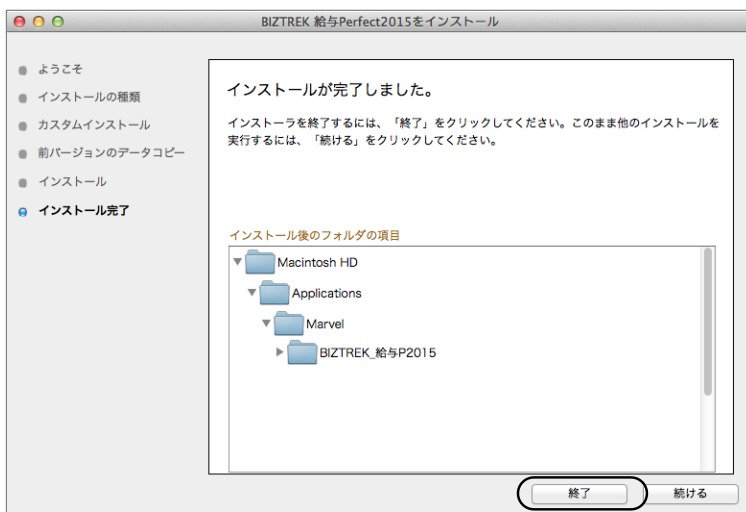 BIZTREK 給与Perfect2015をインストール
ようこそ
インストールの種類
カスタムインストール
前バージョンのデータコピー
インストール
インストール完了
インストールが完了しました。
インストーラを終了するには、「終了」をクリックしてください。このまま他のインストールを
実行するには、「続ける」をクリックしてください。
インストール後のフォルダの項目
Macintosh HD
Applications
Marvel
BIZTREK_給与P2015
終了
続ける